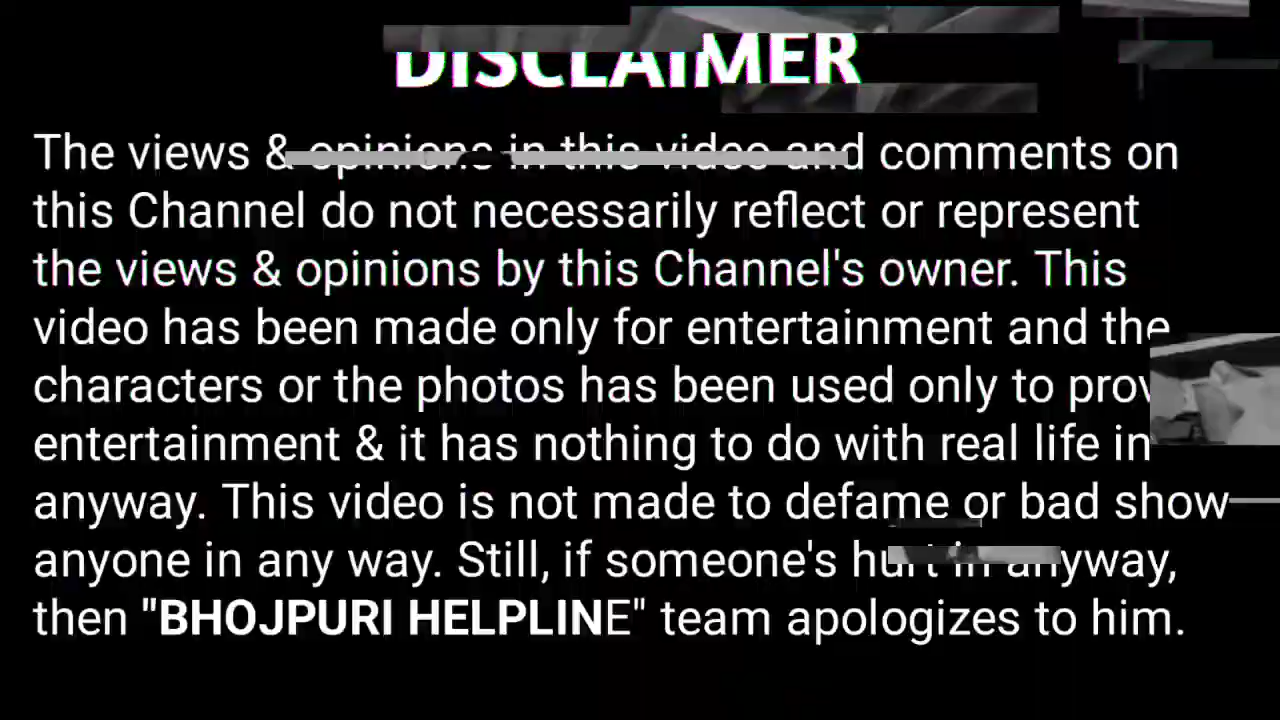 DISCLAIMER
The views & opinions in this video and comments on
this Channel do not necessarily reflect or represent
the views & opinions by this Channel's owner. This
video has been made only for entertainment and the
characters or the photos has been used only to prov
entertainment & it has nothing to do with real life in
anyway. This video is not made to defame or bad show
anyone in any way. Still, if someone's hurt in anyway,
then "BHOJPURI HELPLINE" team apologizes to him.